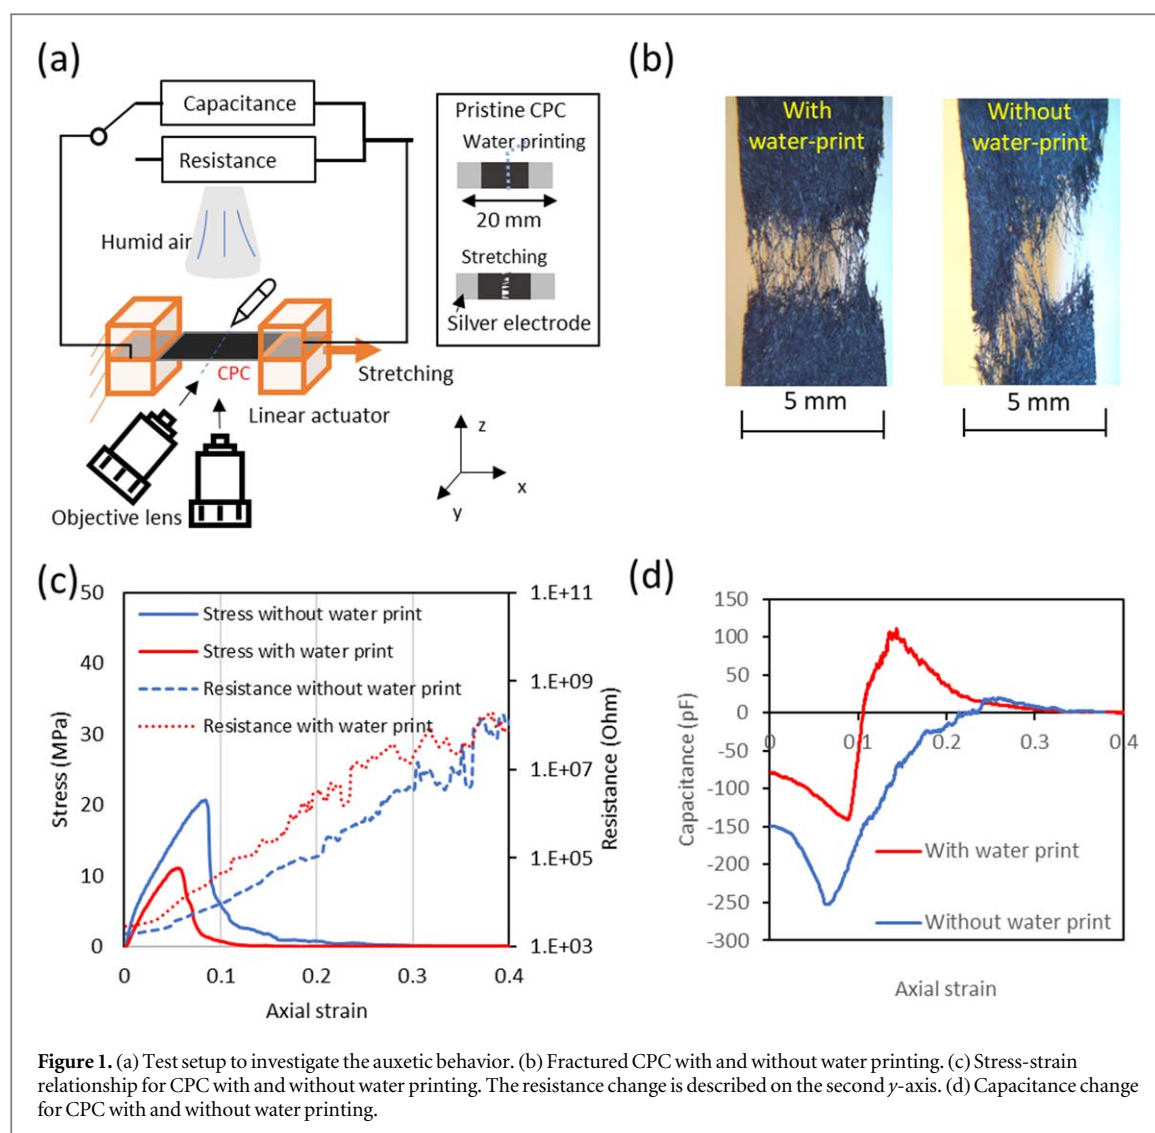 (a)
Capacitance
Resistance
Humid air
CPC
Stretching
Linear actuator
Objective lens
Pristine CPC
Water printing
20 mm
Stretching
Silver electrode
z
x
y
(b)
With
water-print
Without
water-print
5 mm
5 mm
(c)
50
40
30
20
10
0
Stress (MPa)
Stress without water print
Stress with water print
Resistance without water print
Resistance with water print
1.E+11
1.E+09
1.E+07
1.E+05
1.E+03
Resistance (Ohm)
0 0.1 0.2 0.3 0.4
Axial strain
(d)
150
100
50
0
-50
-100
-150
-200
-250
-300
Capacitance (pF)
0 0.1 0.2 0.3 0.4
With water print
Without water print
Axial strain
Figure 1. (a) Test setup to investigate the auxetic behavior. (b) Fractured CPC with and without water printing. (c) Stress-strain
relationship for CPC with and without water printing. The resistance change is described on the second y-axis. (d) Capacitance change
for CPC with and without water printing.